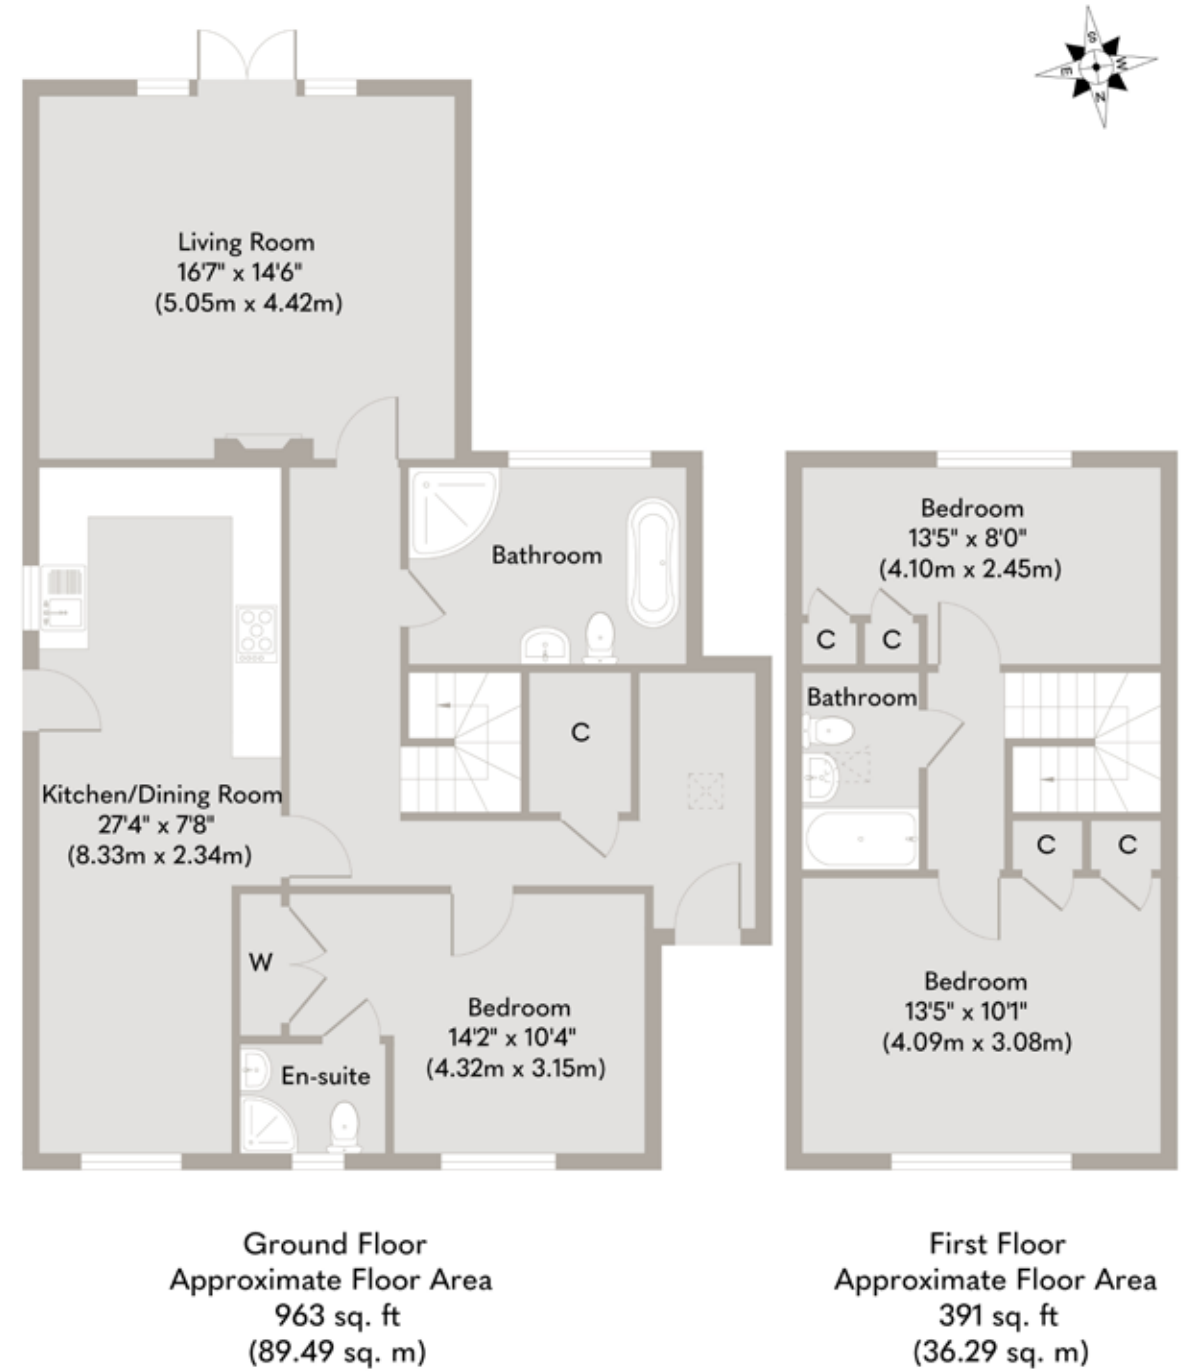 S
W
E
N
Living Room
16'7" x 14'6"
(5.05m x 4.42m)
Bathroom
C
Kitchen/Dining Room
27'4" x 7'8"
(8.33m x 2.34m)
W
Bedroom
14'2" x 10'4"
(4.32m x 3.15m)
En-suite
Bedroom
13'5" x 8'0"
(4.10m x 2.45m)
C
C
Bathroom
C
C
Bedroom
13'5" x 10'1"
(4.09m x 3.08m)
Ground Floor
Approximate Floor Area
963 sq. ft
(89.49 sq. m)
First Floor
Approximate Floor Area
391 sq. ft
(36.29 sq. m)